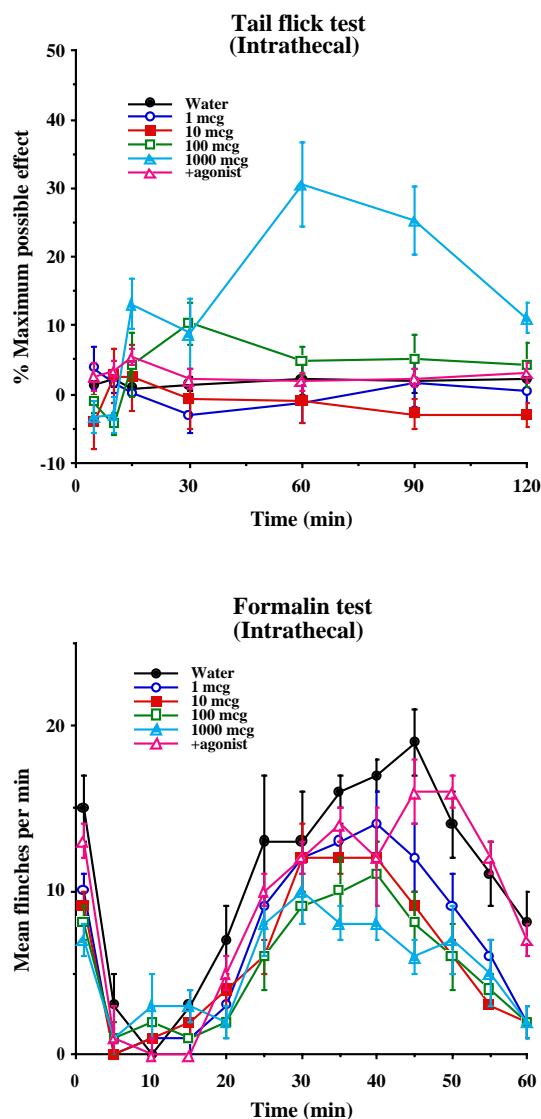 Tail flick test
(Intrathecal)
50
40
30
20
10
0
-10
% Maximum possible effect
Water
1 mcg
10 mcg
100 mcg
1000 mcg
+agonist
0
30
60
90
120
Time (min)
Formalin test
(Intrathecal)
20
10
0
Mean flinches per min
Water
1 mcg
10 mcg
100 mcg
1000 mcg
+agonist
0
10
20
30
40
50
60
Time (min)